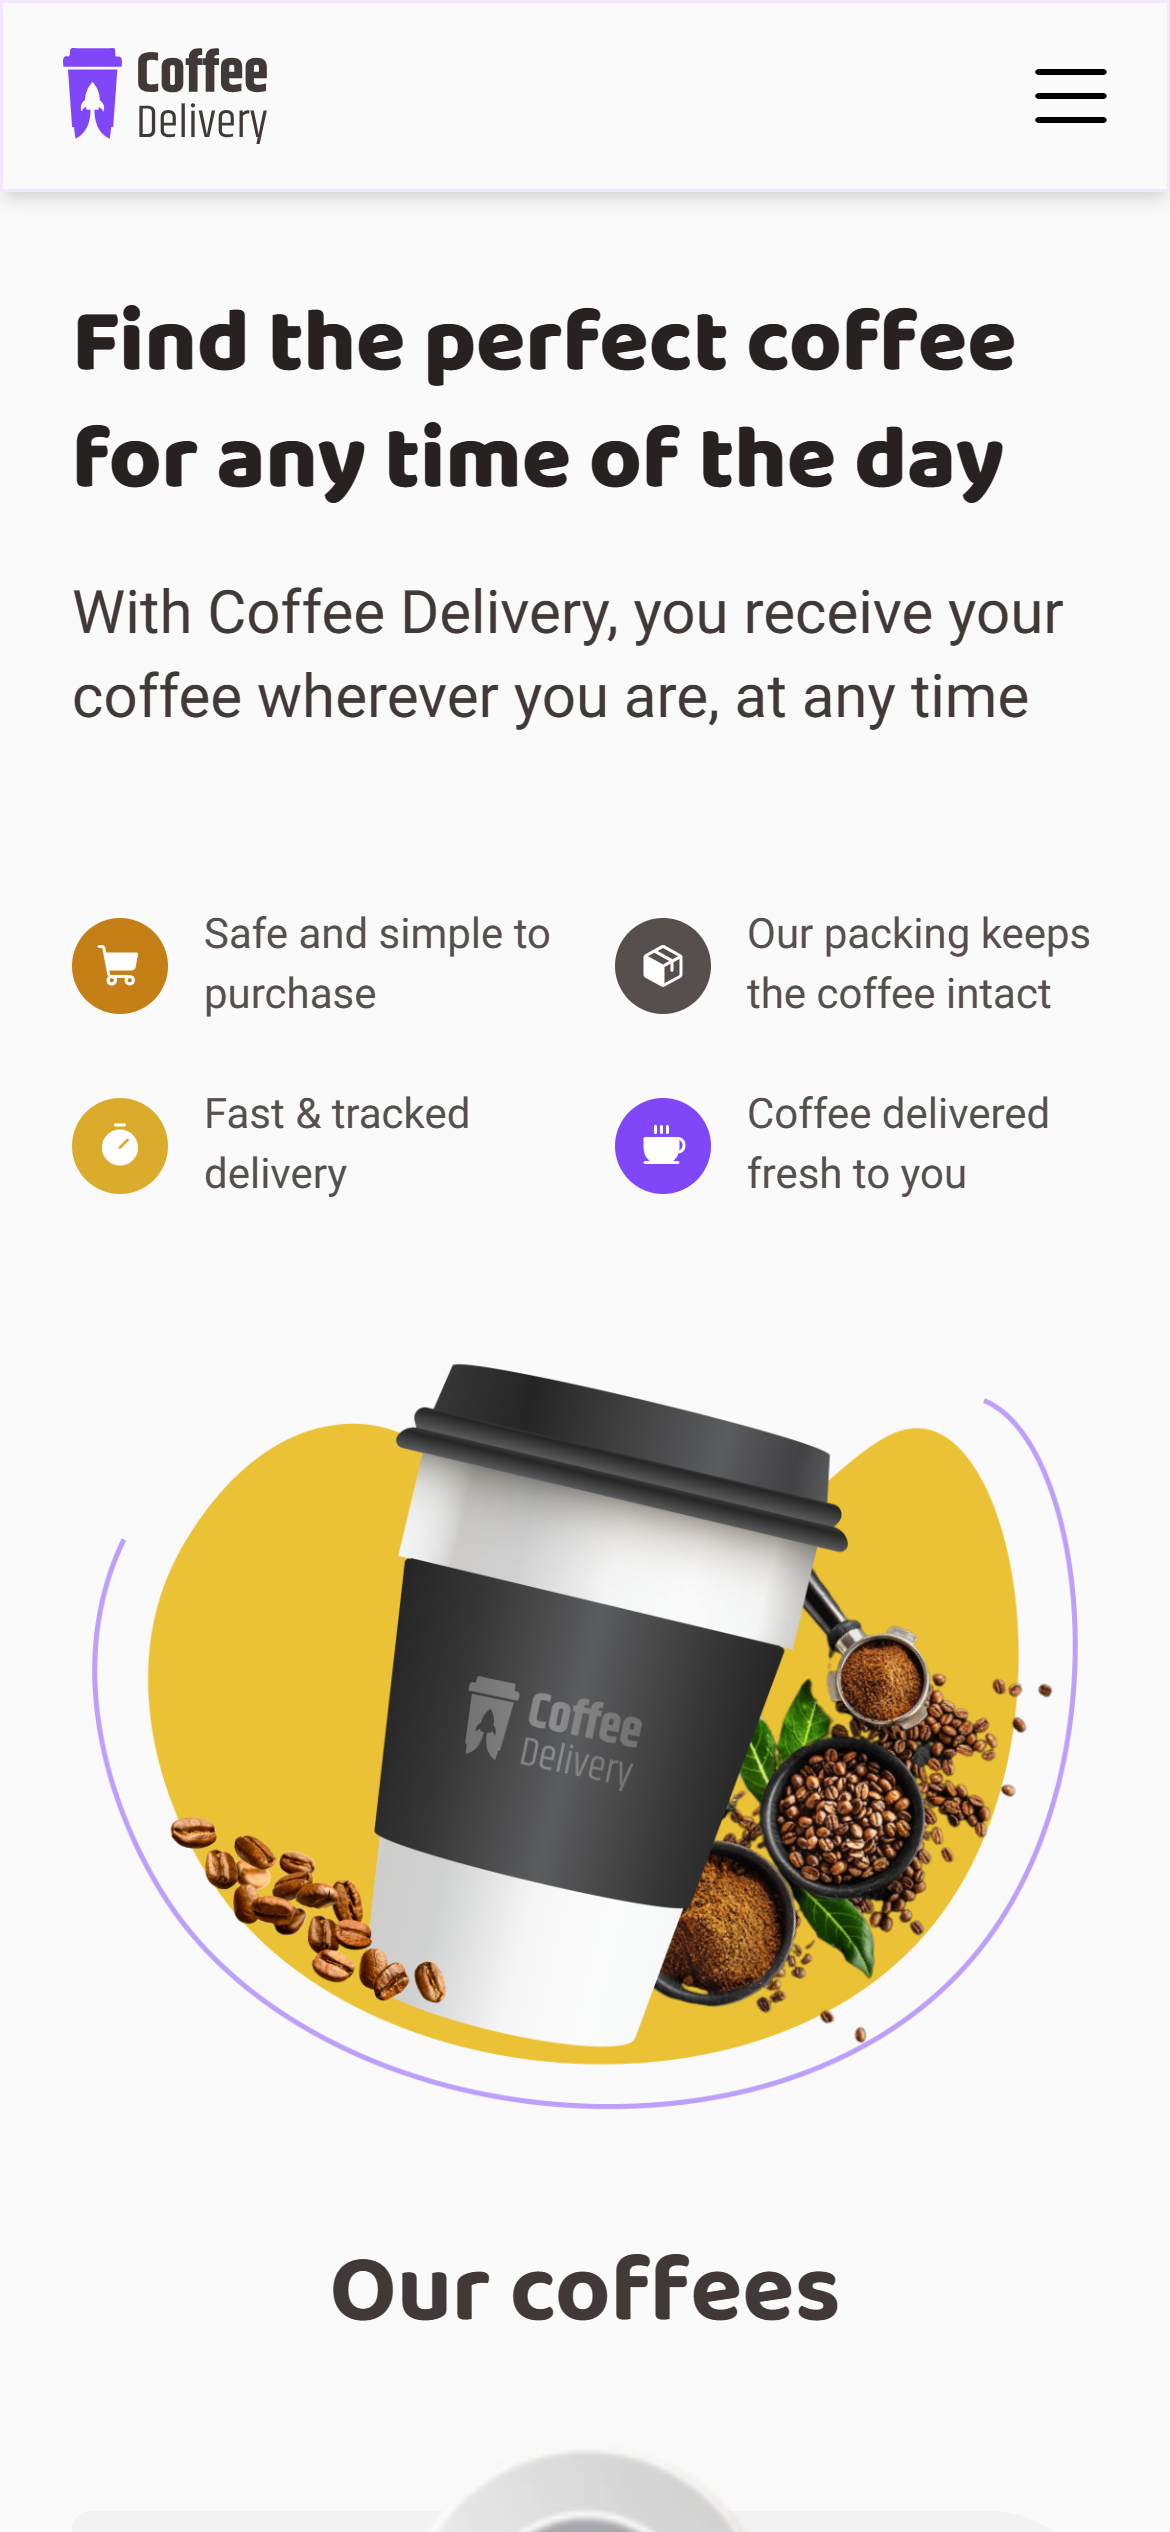 Coffee
Delivery
Find the perfect coffee
for any time of the day
With Coffee Delivery, you receive your
coffee wherever you are, at any time
Safe and simple to
purchase
Our packing keeps
the coffee intact
Fast & tracked
delivery
Coffee delivered
fresh to you
Coffee
Delivery
Our coffees